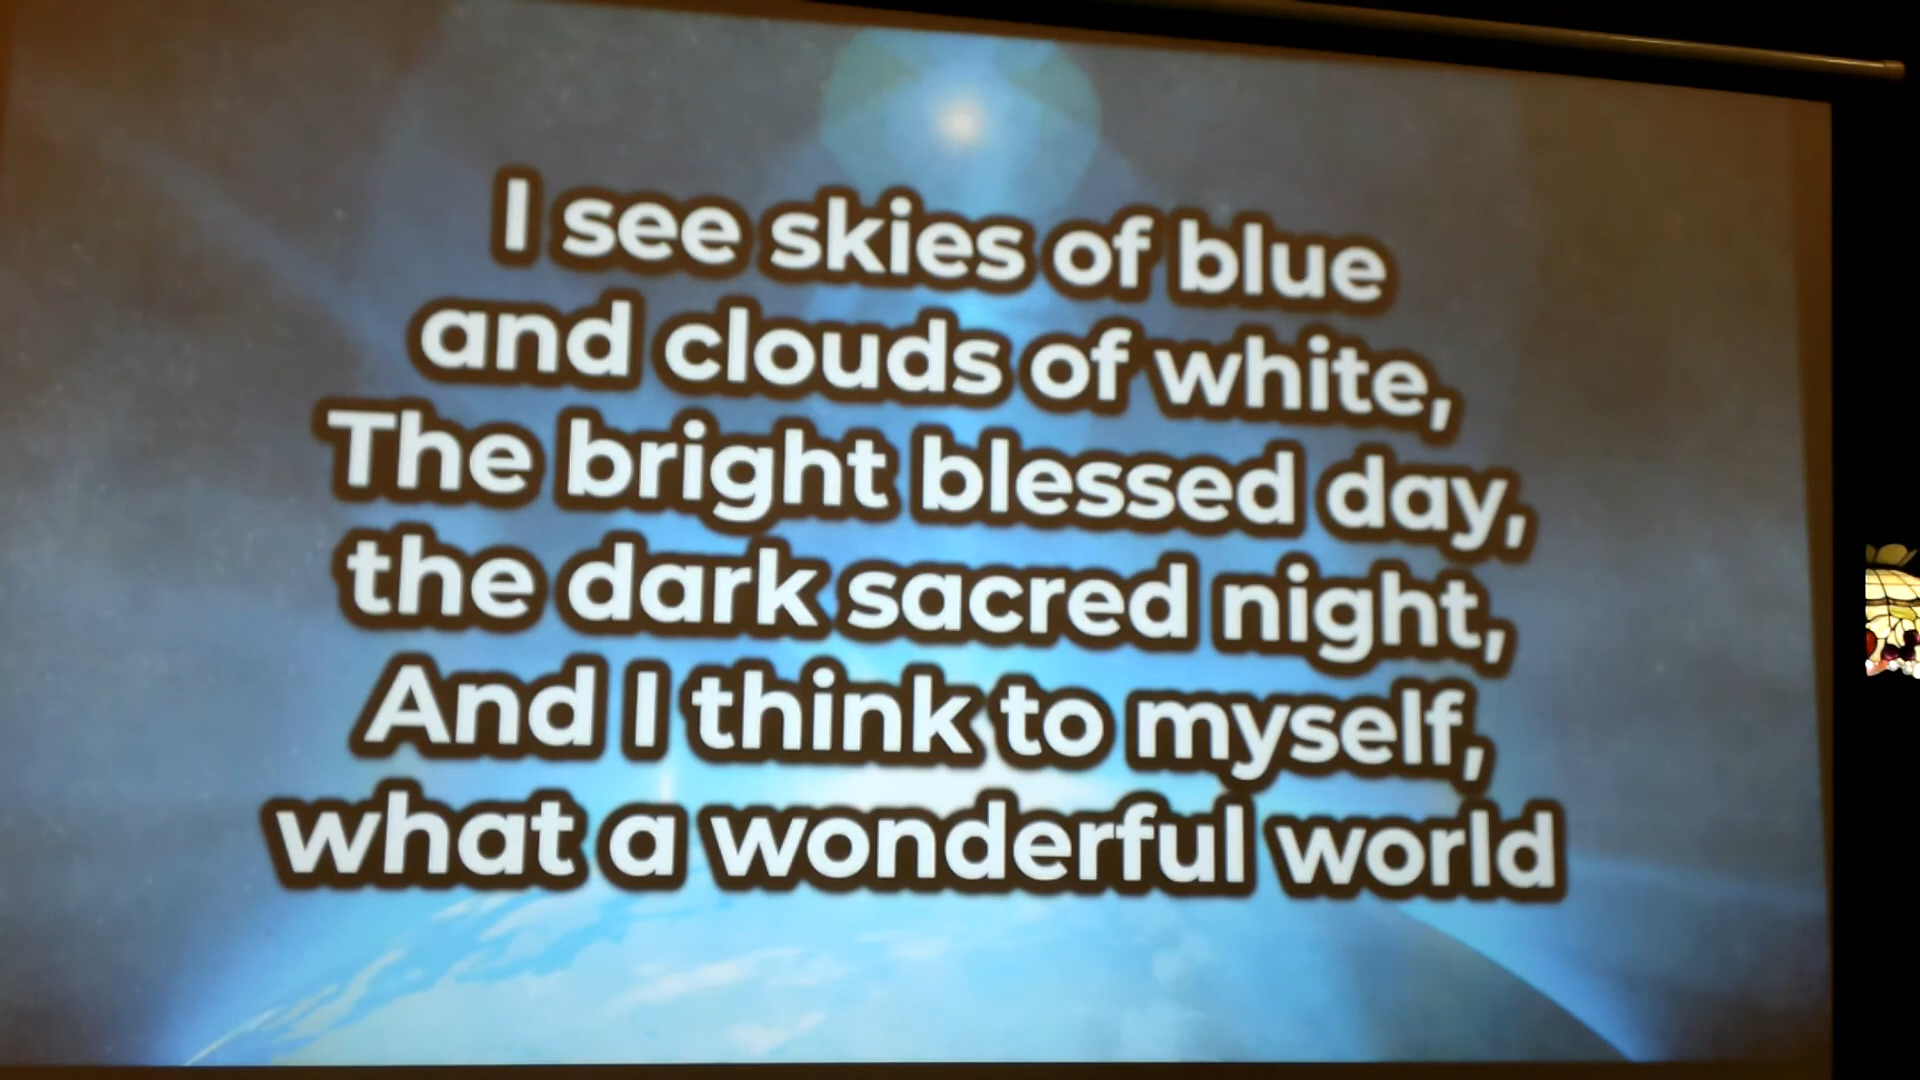 I see skies of blue
and clouds of white,
The bright blessed day,
the dark sacred night,
And I think to myself,
what a wonderful world